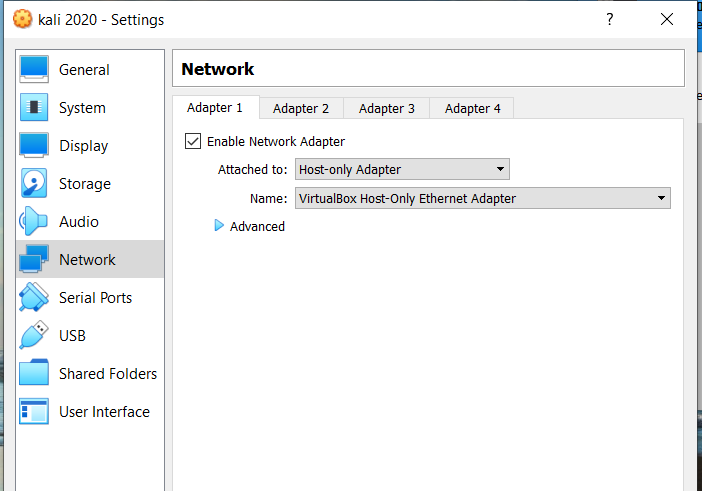 kali 2020 - Settings
?
General
System
Display
Storage
Audio
Network
Serial Ports
USB
Shared Folders
User Interface
Network
Adapter 1 Adapter 2 Adapter 3 Adapter 4
Enable Network Adapter
Attached to: Host-only Adapter
Name: VirtualBox Host-Only Ethernet Adapter
Advanced